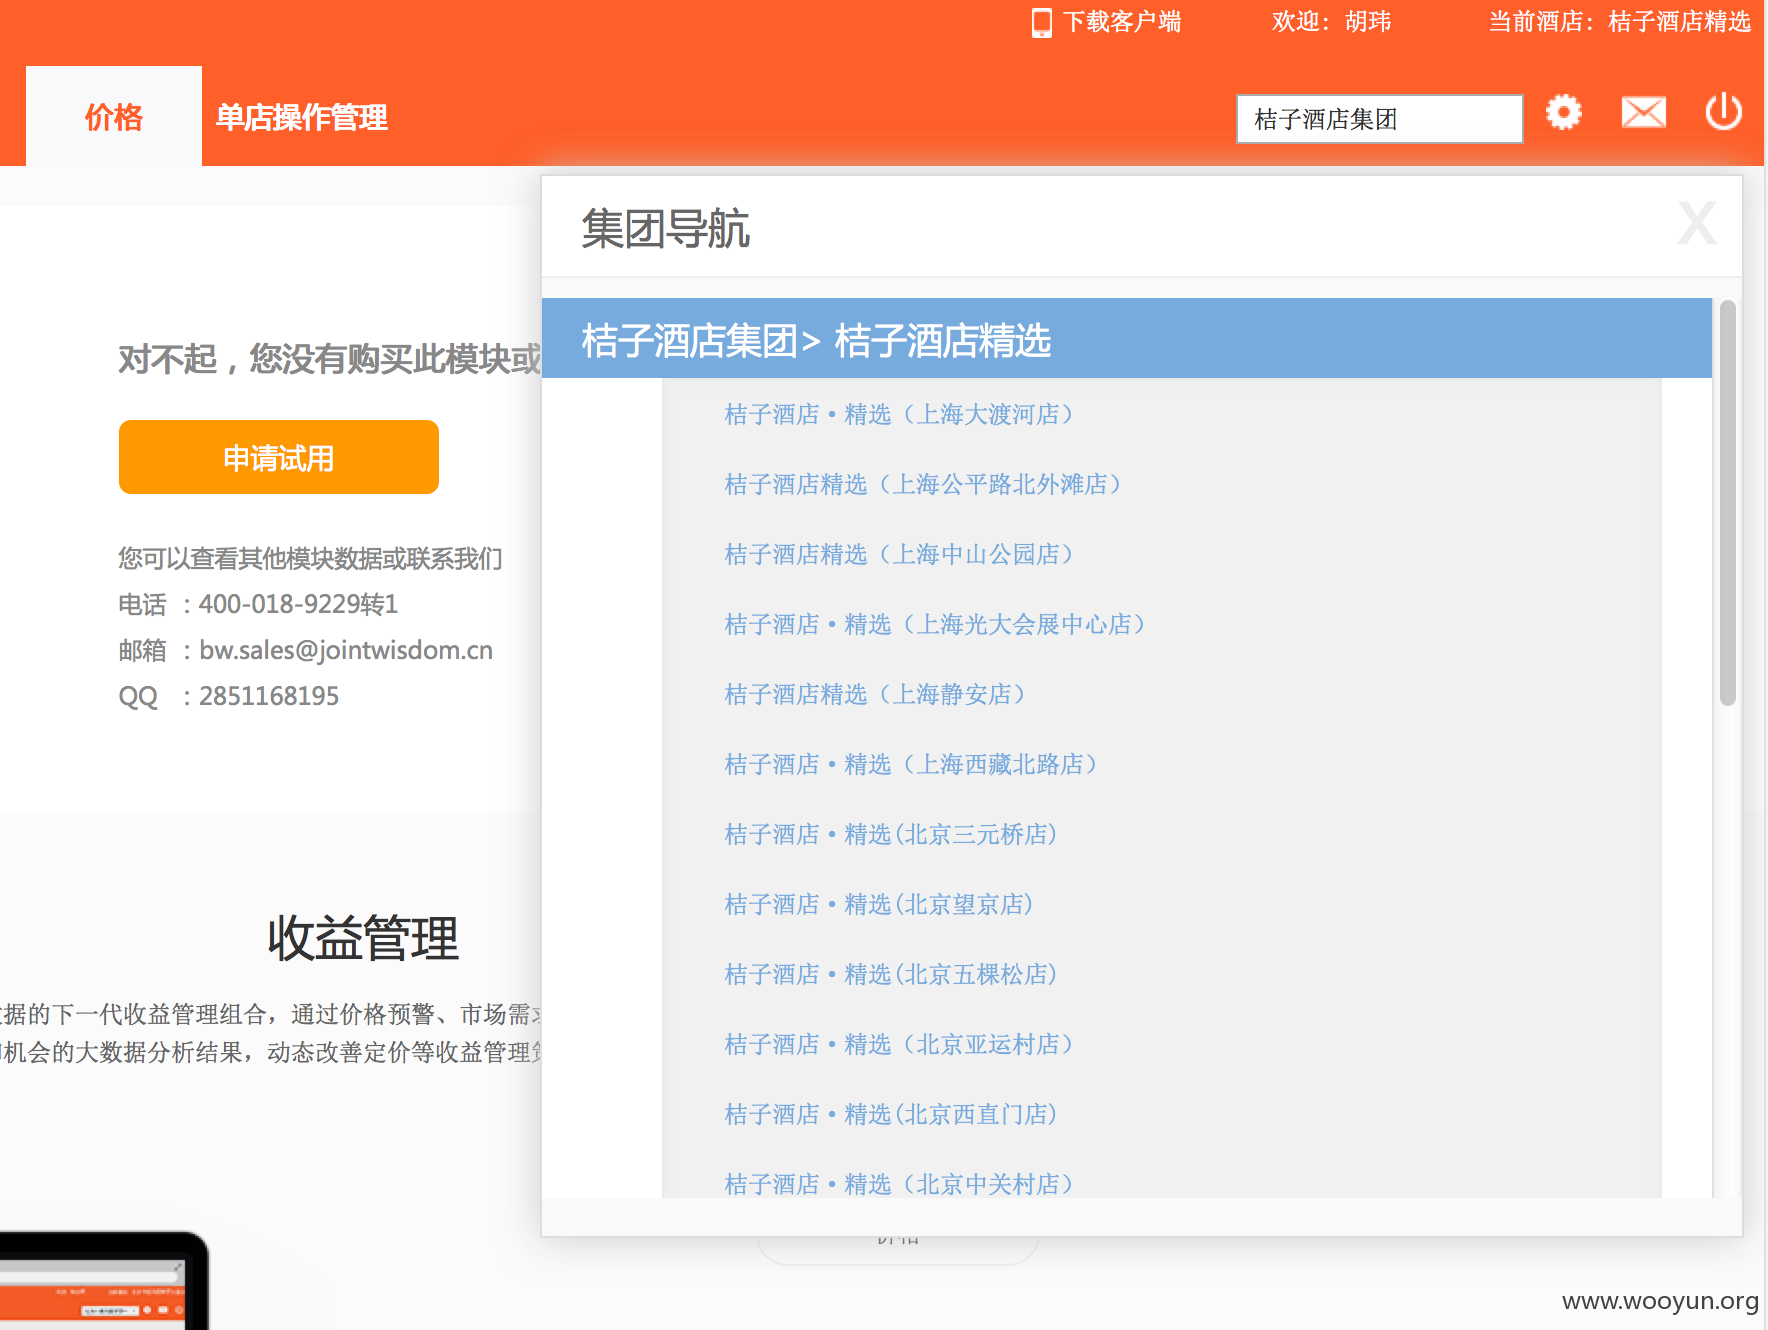 下载客户端 欢迎：胡玮 当前酒店：桔子酒店精选
价格 单店操作管理 桔子酒店集团
集团导航 X
桔子酒店集团> 桔子酒店精选
对不起，您没有购买此模块或
申请试用
您可以查看其他模块数据或联系我们
电话 ：400-018-9229转1
邮箱 ：bw.sales@jointwisdom.cn
QQ ：2851168195
桔子酒店·精选（上海大渡河店）
桔子酒店精选（上海公平路北外滩店）
桔子酒店精选（上海中山公园店）
桔子酒店·精选（上海光大会展中心店）
桔子酒店精选（上海静安店）
桔子酒店·精选（上海西藏北路店）
桔子酒店·精选(北京三元桥店)
桔子酒店·精选(北京望京店)
桔子酒店·精选(北京五棵松店)
桔子酒店·精选（北京亚运村店）
桔子酒店·精选(北京西直门店)
桔子酒店·精选（北京中关村店）
收益管理
据的下一代收益管理组合，通过价格预警、市场需
机会的大数据分析结果，动态改善定价等收益管理
www.wooyun.org